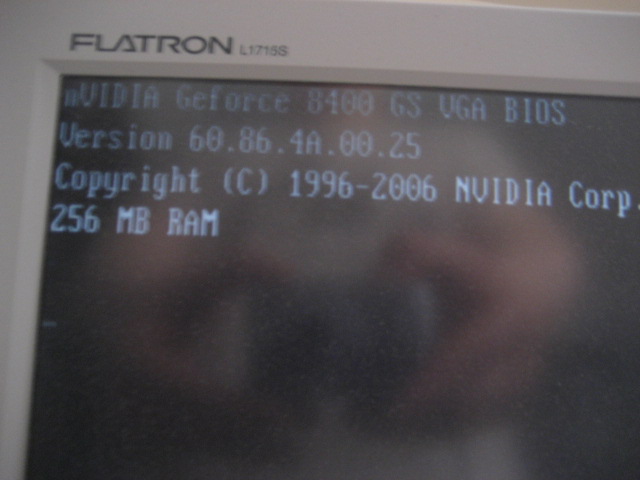 FLATRON L1715S
nVIDIA Geforce 8400 GS VGA BIOS
Version 60.86.4A.00.25
Copyright (C) 1996-2006 NVIDIA Corp.
256 MB RAM